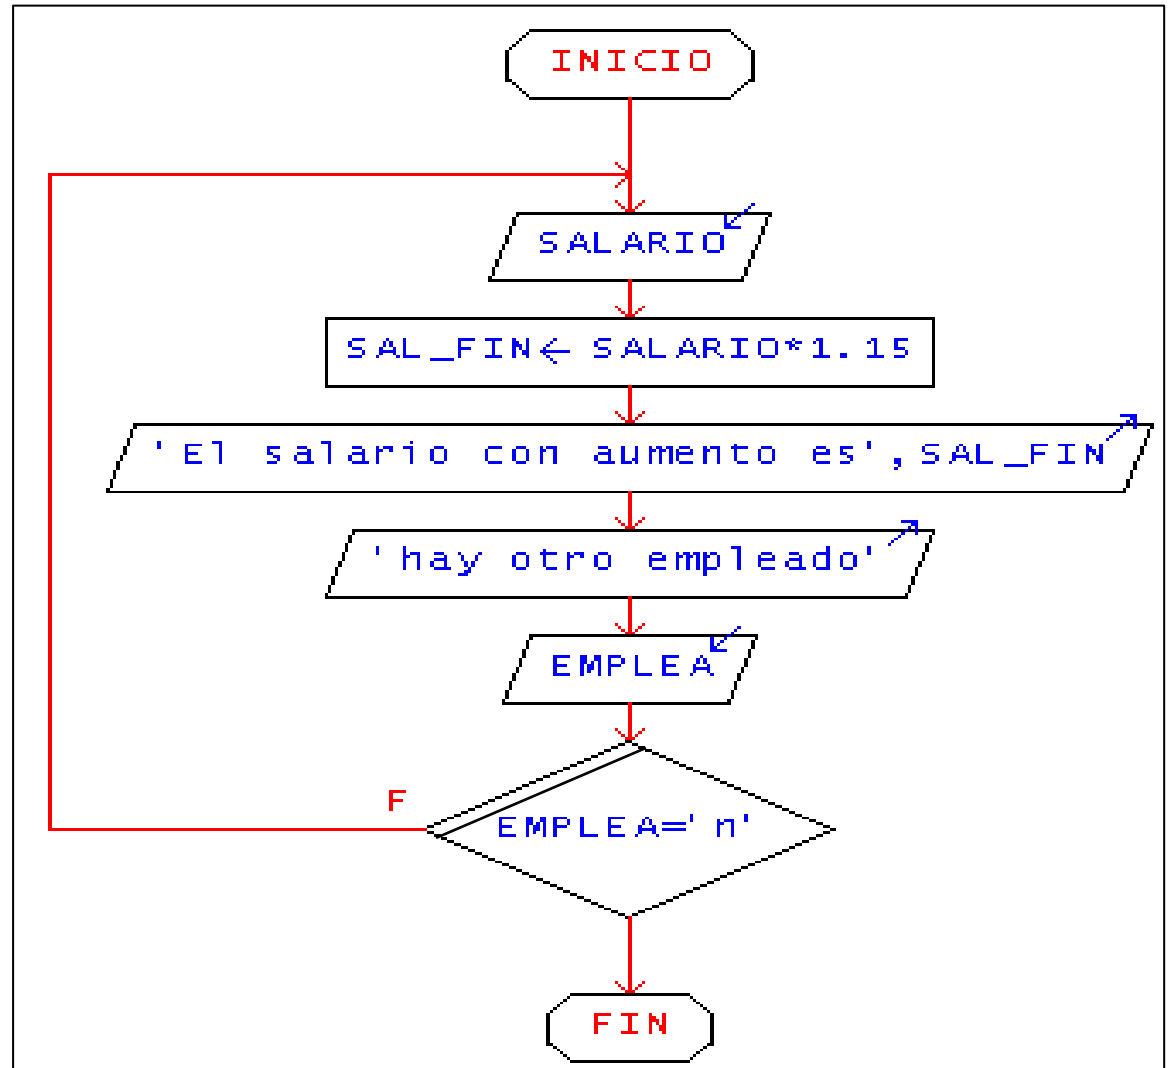 INICIO
SALARIO
SAL_FIN← SALARIO*1.15
'El salario con aumento es',SAL_FIN
'hay otro empleado'
EMPLEA
F
EMPLEA='n'
FIN